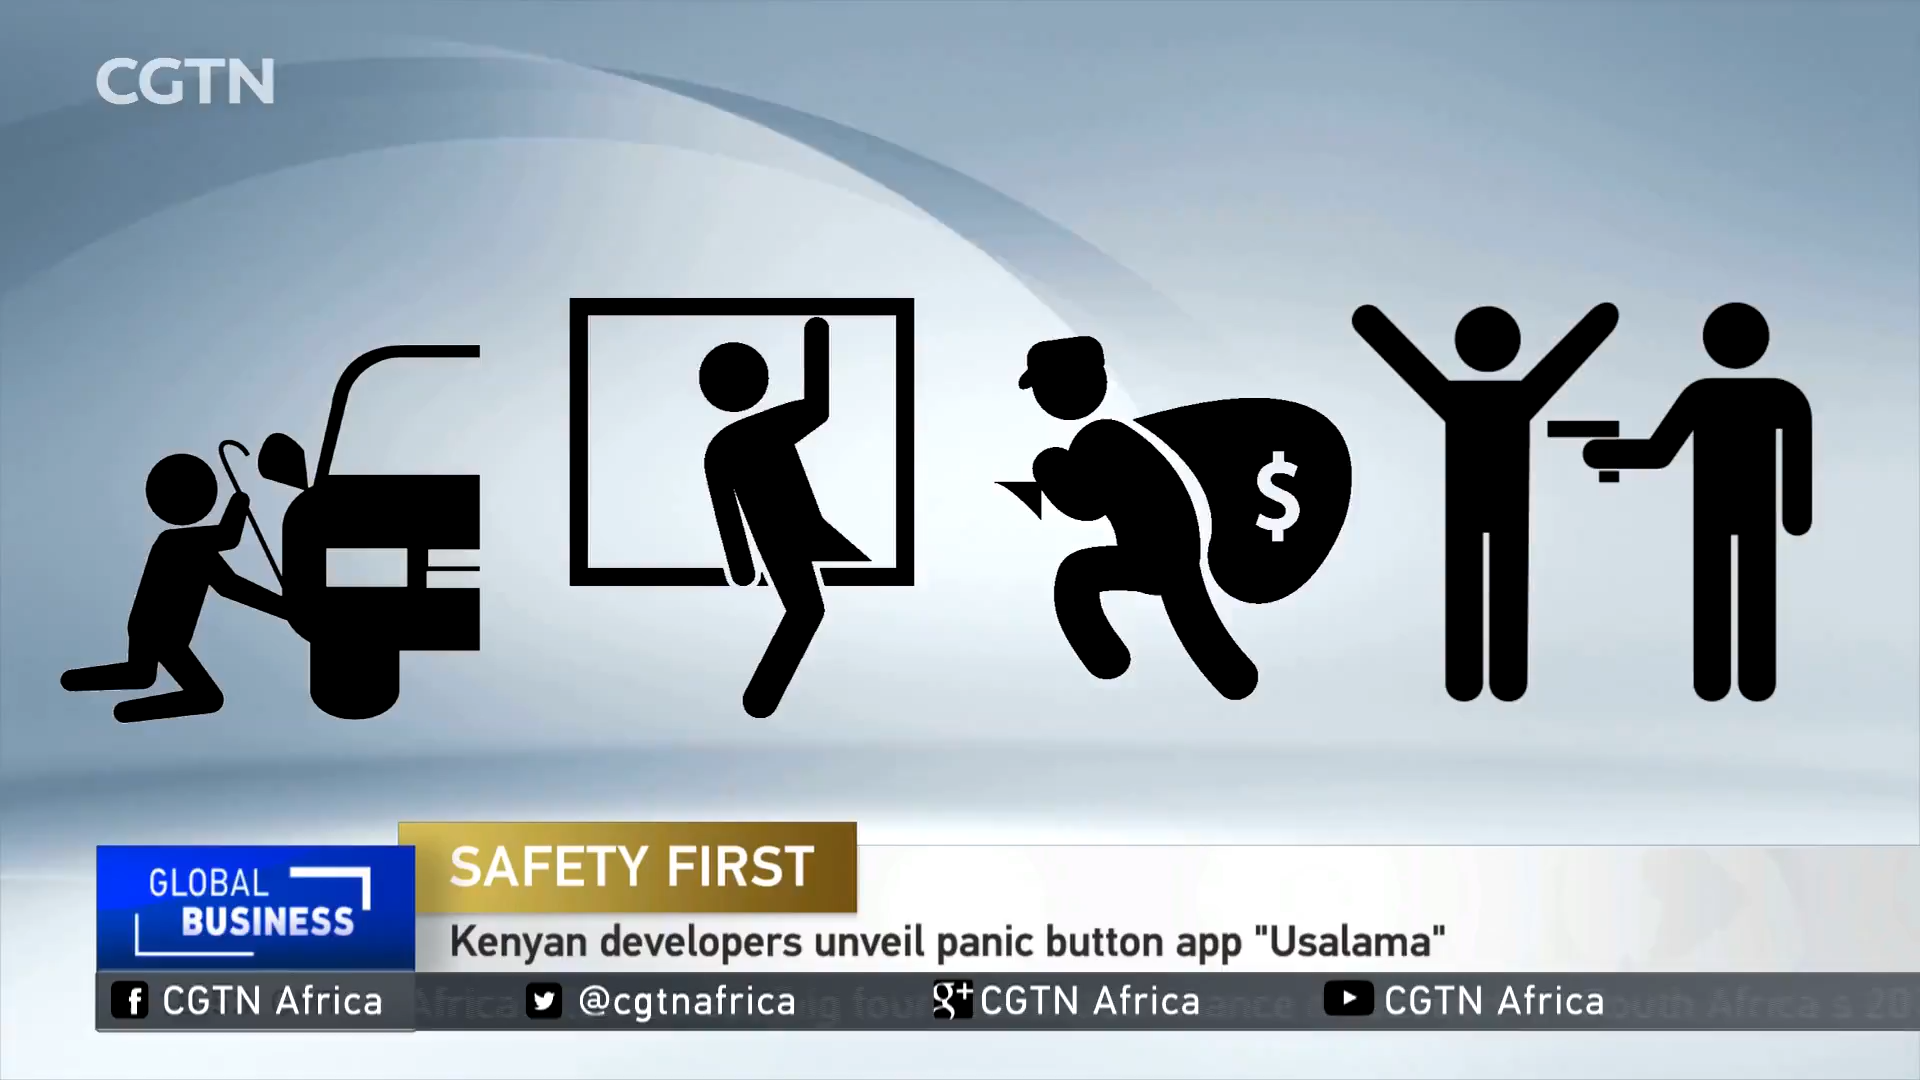 CGTN
$
SAFETY FIRST
GLOBAL
BUSINESS
Kenyan developers unveil panic button app "Usalama"
CGTN Africa @cgtnafrica g+ CGTN Africa CGTN Africa